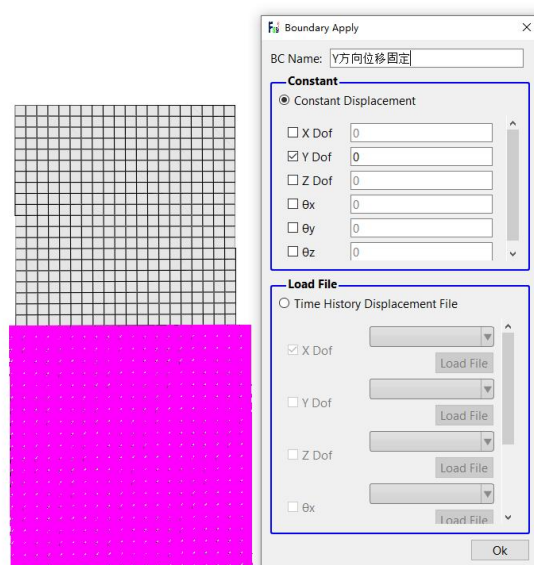 Boundary Apply
BC Name: Y方向位移固定
Constant
Constant Displacement
X Dof 0
Y Dof 0
Z Dof 0
θx 0
θy 0
θz 0
Load File
Time History Displacement File
X Dof
Load File
Y Dof
Load File
Z Dof
Load File
θx
Load File
Ok